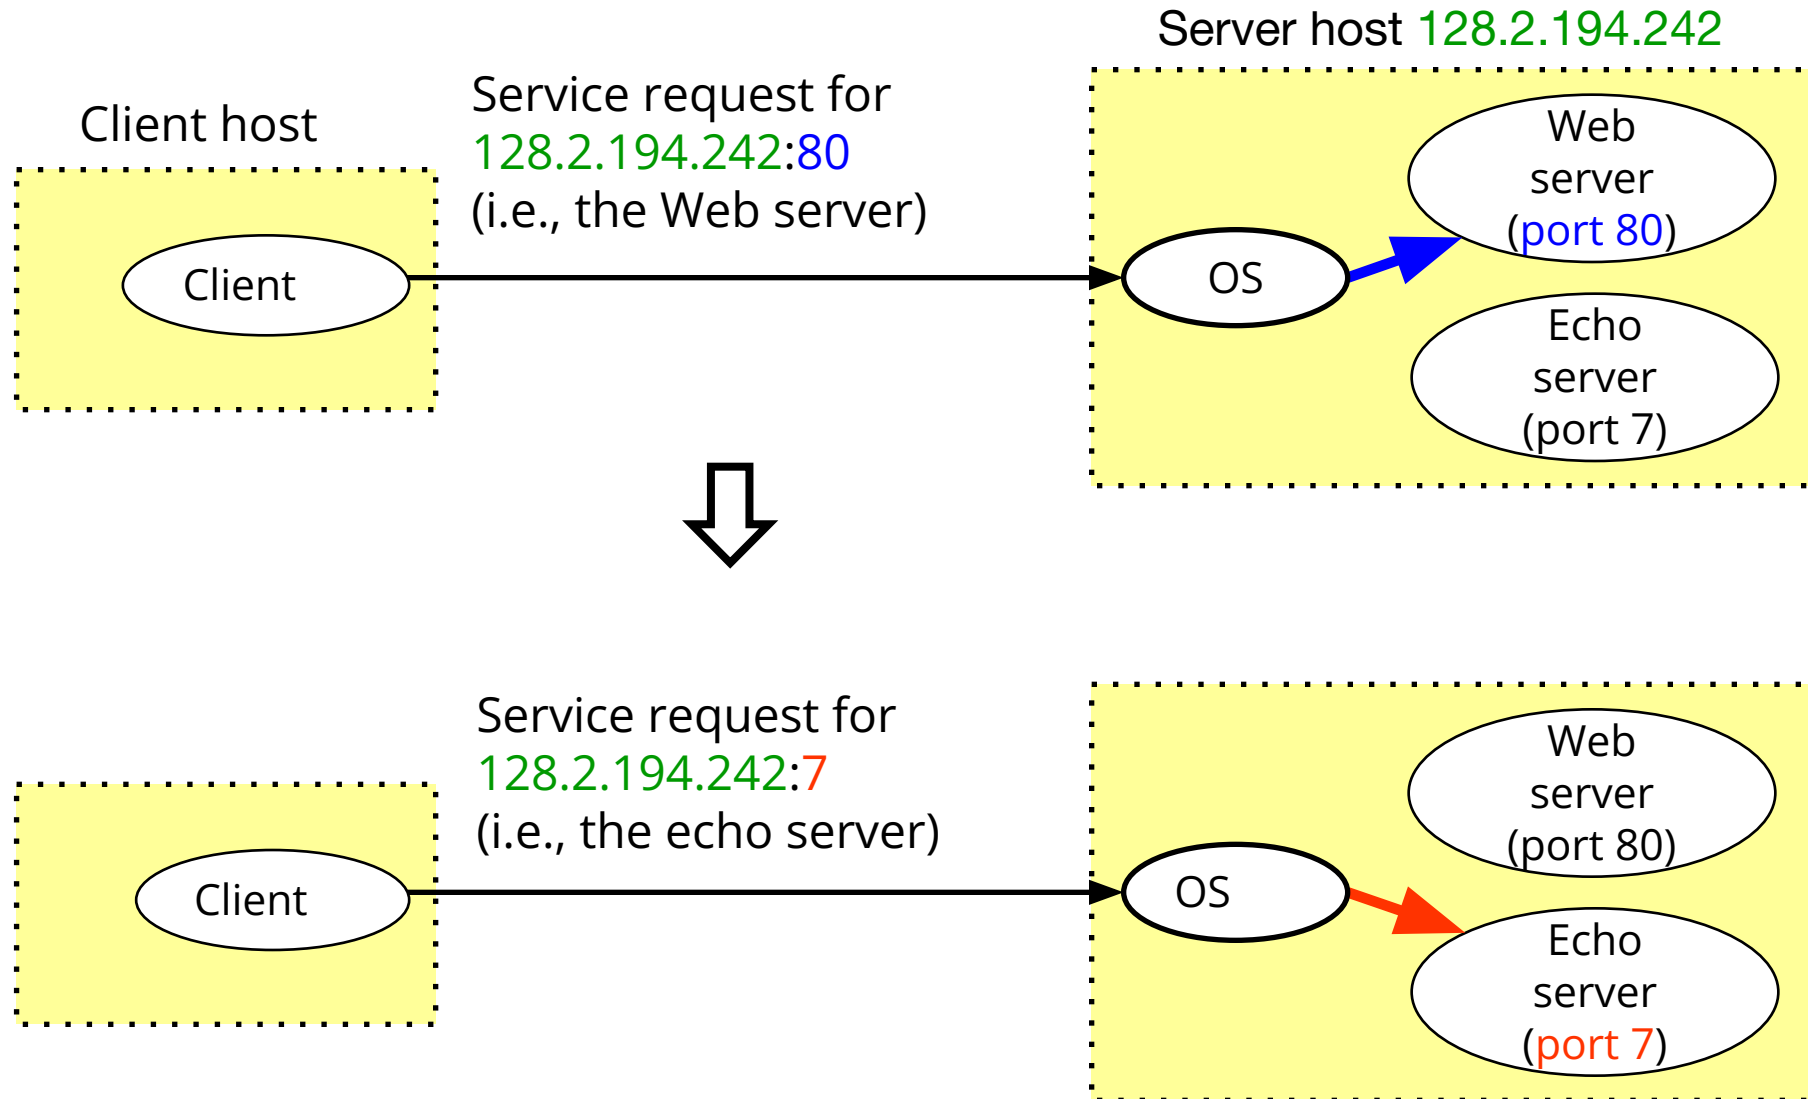 Server host 128.2.194.242
Client host
Service request for
128.2.194.242:80
(i.e., the Web server)
Client
OS
Web
server
(port 80)
Echo
server
(port 7)
Service request for
128.2.194.242:7
(i.e., the echo server)
Client
OS
Web
server
(port 80)
Echo
server
(port 7)